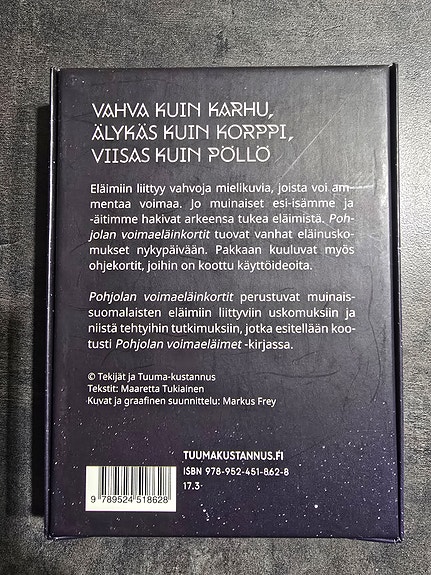 VAHVA KUIN KARHU,
ÄLYKÄS KUIN KORPPI,
VIISAS KUIN PÖLLÖ
Eläimiin liittyy vahvoja mielikuvia, joista voi am-
mentaa voimaa. Jo muinaiset esi-isämme ja
-äitimme hakivat arkeensa tukea eläimistä. Poh-
jolan voimaeläinkortit tuovat vanhat eläinusko-
mukset nykypäivään. Pakkaan kuuluvat myös
ohjekortit, joihin on koottu käyttöideoita.
Pohjolan voimaeläinkortit perustuvat muinais-
suomalaisten eläimiin liittyviin uskomuksiin ja
niistä tehtyihin tutkimuksiin, jotka esitellään koo-
tusti Pohjolan voimaeläimet -kirjassa.
© Tekijät ja Tuuma-kustannus
Tekstit: Maaretta Tukiainen
Kuvat ja graafinen suunnittelu: Markus Frey
TUUMAKUSTANNUS.FI
ISBN 978-952-451-862-8
17.3
9 789524 518628